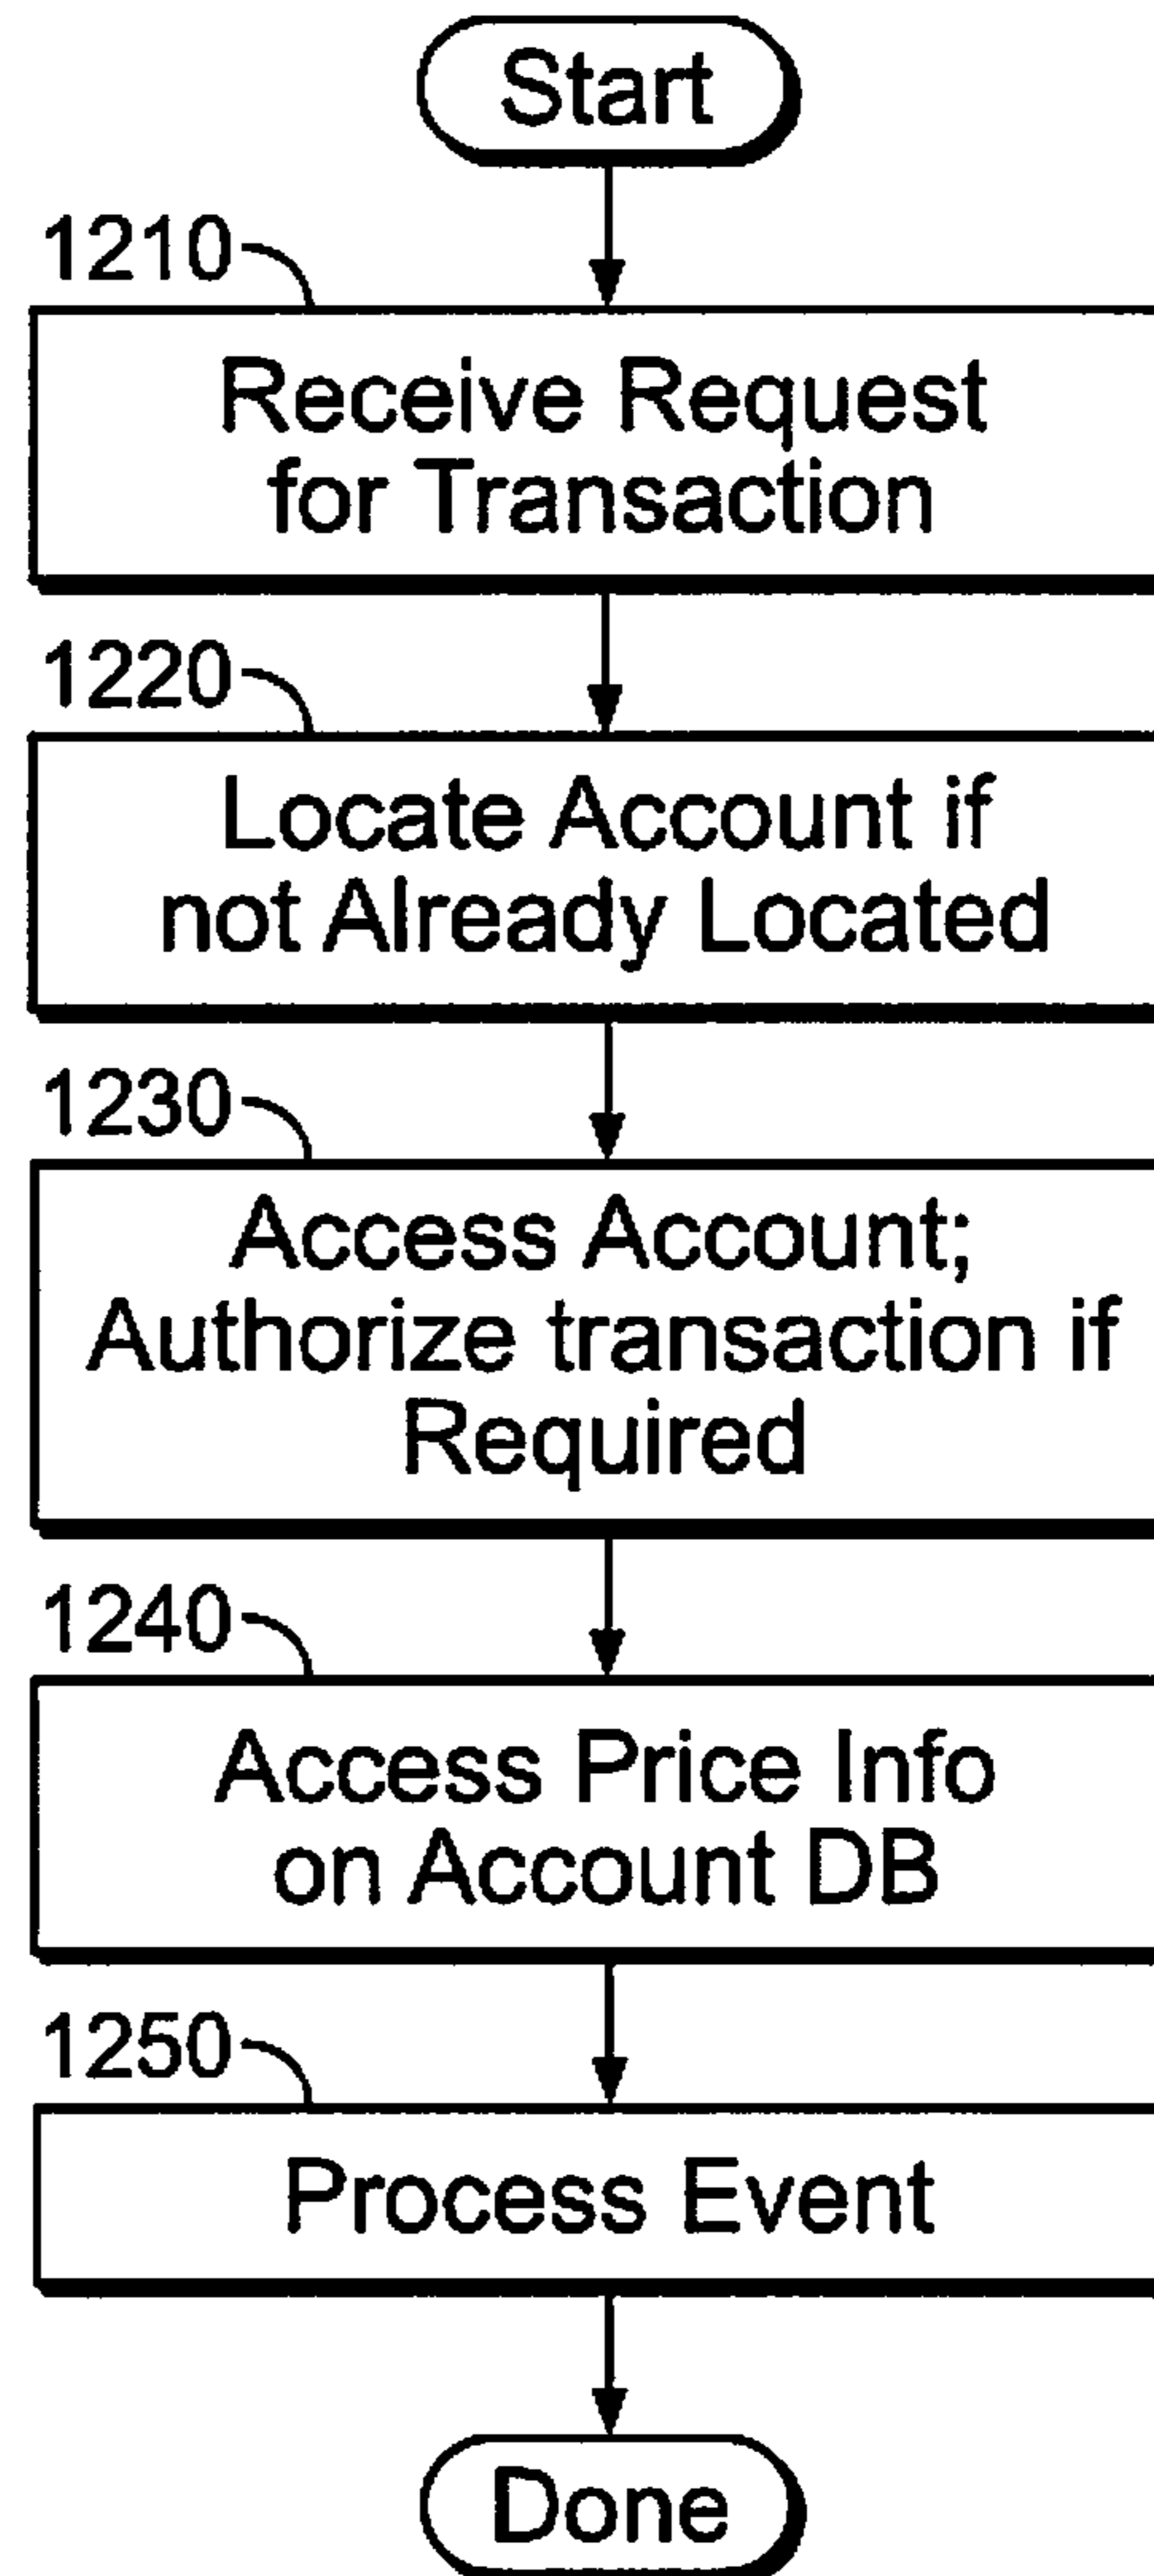 Start
1210
Receive Request
for Transaction
1220
Locate Account if
not Already Located
1230
Access Account;
Authorize transaction if
Required
1240
Access Price Info
on Account DB
1250
Process Event
Done